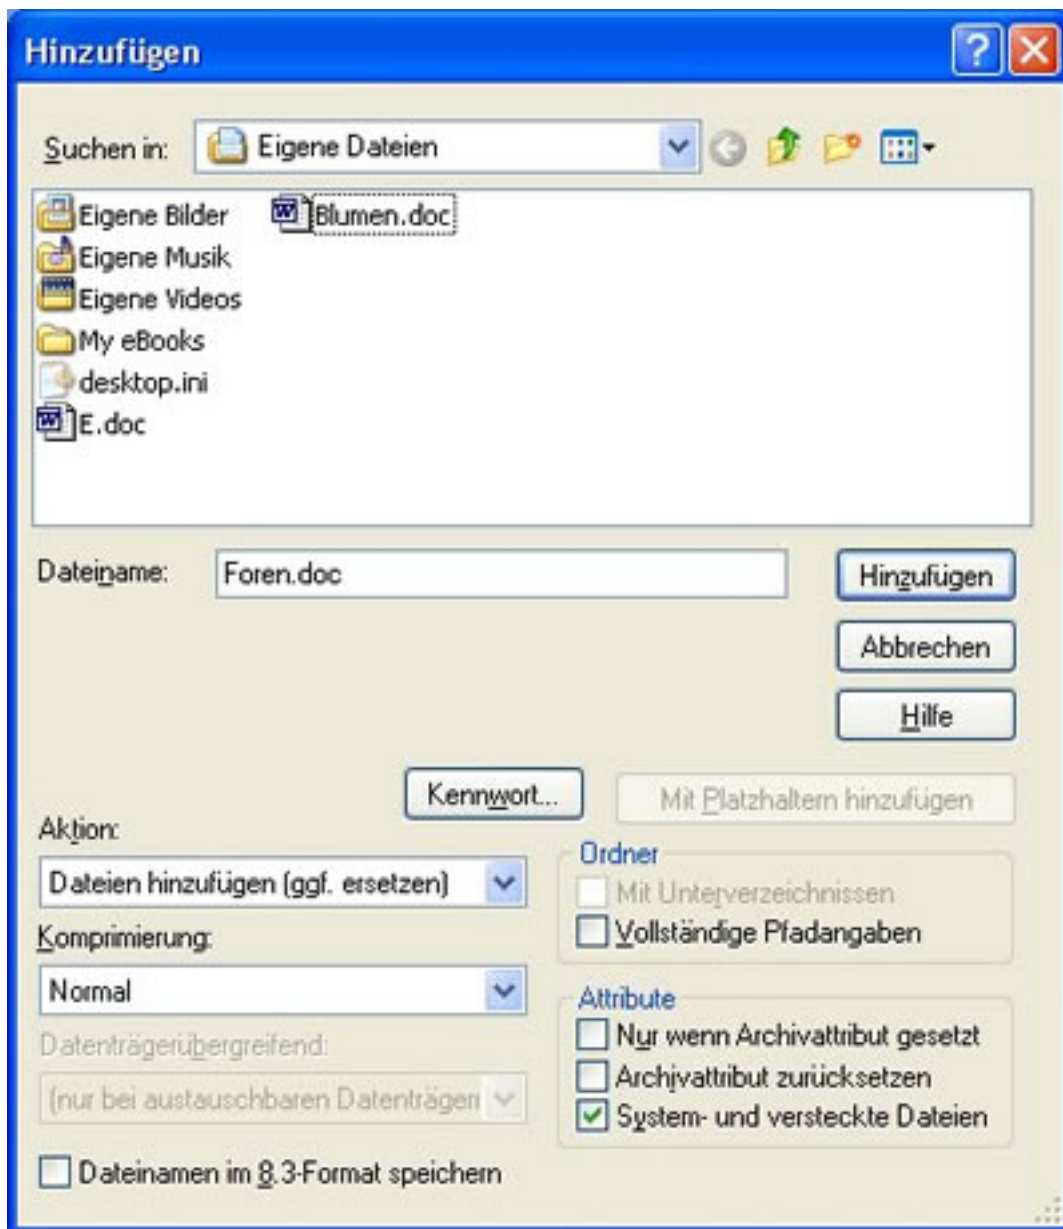 Hinzufügen
Suchen in: Eigene Dateien
Eigene Bilder Blumen.doc
Eigene Musik
Eigene Videos
My eBooks
desktop.ini
E.doc
Dateiname: Foren.doc Hinzufügen
Abbrechen
Hilfe
Kennwort... Mit Platzhaltern hinzufügen
Aktion:
Dateien hinzufügen (ggf. ersetzen)
Ordner
Mit Unterverzeichnissen
Vollständige Pfadangaben
Komprimierung:
Normal
Attribute
Nur wenn Archivattribut gesetzt
Archivattribut zurücksetzen
System- und versteckte Dateien
Datenträgerübergreifend:
(nur bei austauschbaren Datenträgern
Dateinamen im 8.3-Format speichern